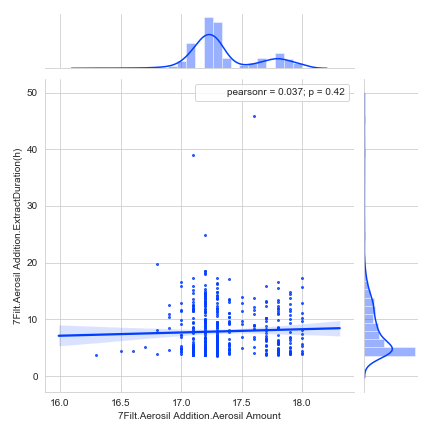 pearsonr = 0.037; p = 0.42
50
40
30
20
10
0
7Filt.Aerosil Addition.ExtractDuration(h)
16.0 16.5 17.0 17.5 18.0
7Filt.Aerosil Addition.Aerosil Amount